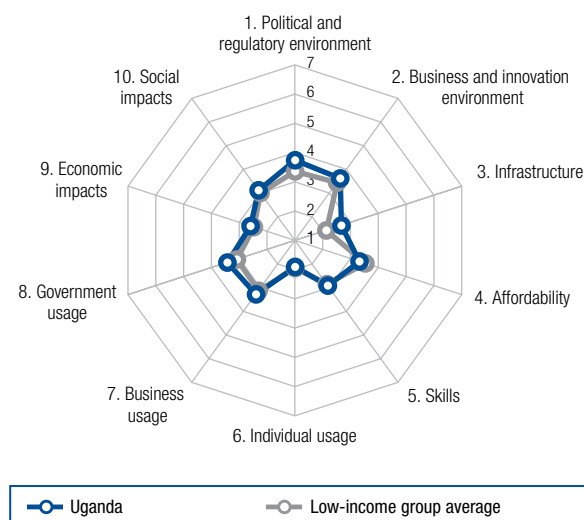 1. Political and
regulatory environment
10. Social
impacts
2. Business and innovation
environment
9. Economic
impacts
3. Infrastructure
8. Government
usage
4. Affordability
7. Business
usage
5. Skills
6. Individual usage
7
6
5
4
3
2
1
Uganda
Low-income group average